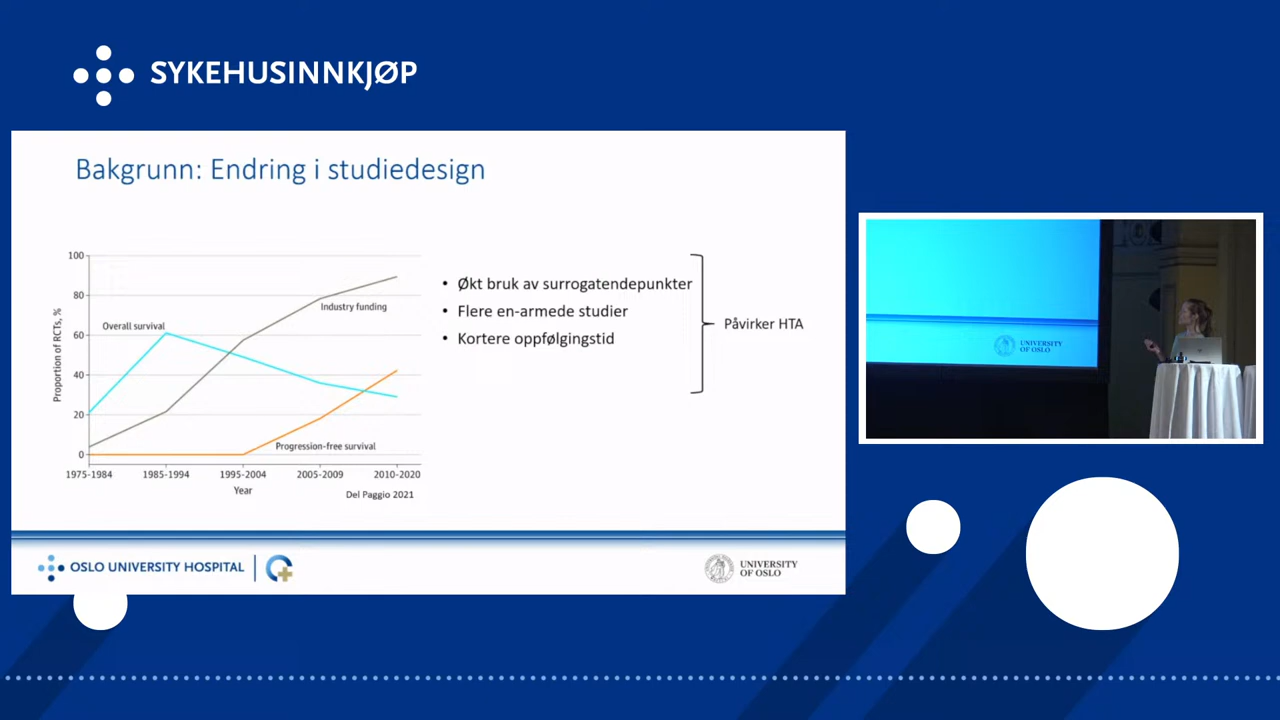 SYKEHUSINNKJØP
Bakgrunn: Endring i studiedesign
Proportion of RCTs, %
100
80
60
40
20
0
Overall survival
Industry funding
Progression-free survival
1975-1984 1985-1994 1995-2004 2005-2009 2010-2020
Year
Del Paggio 2021
• Økt bruk av surrogatendepunkter
• Flere en-armede studier
• Kortere oppfølgingstid
Påvirker HTA
OSLO UNIVERSITY HOSPITAL
UNIVERSITY
OF OSLO
UNIVERSITY
OF OSLO